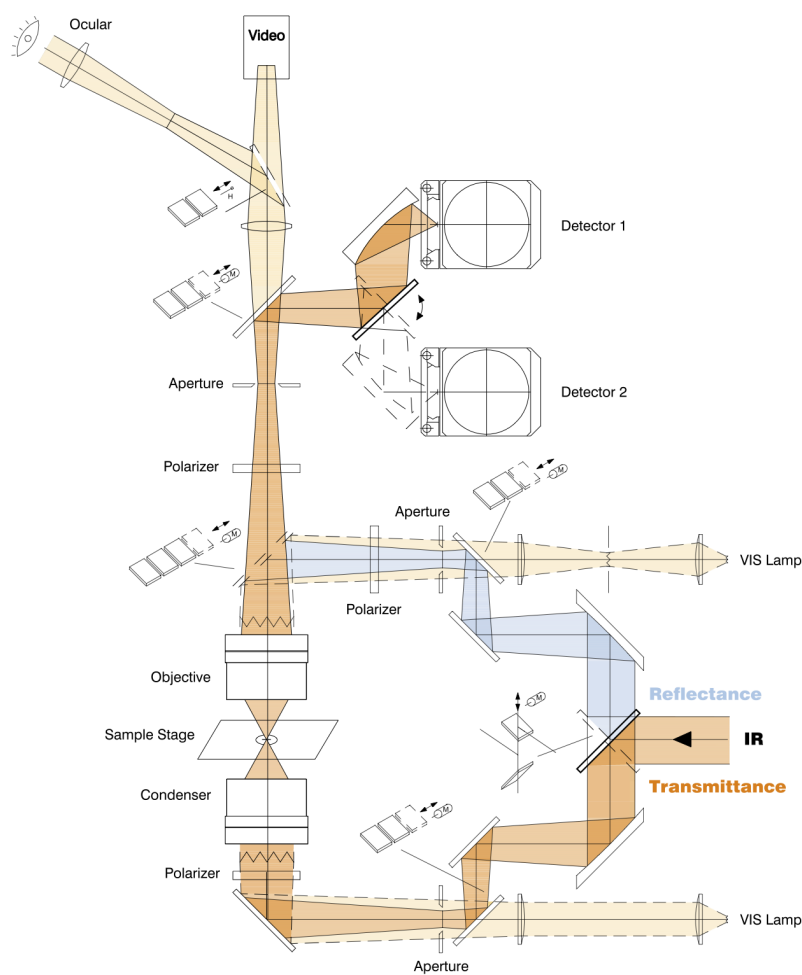 Ocular
Video
H
Detector 1
M
Aperture
Detector 2
Polarizer
M
Aperture
M
VIS Lamp
Polarizer
Objective
Reflectance
M
Sample Stage
IR
Transmittance
Condenser
M
Polarizer
VIS Lamp
Aperture